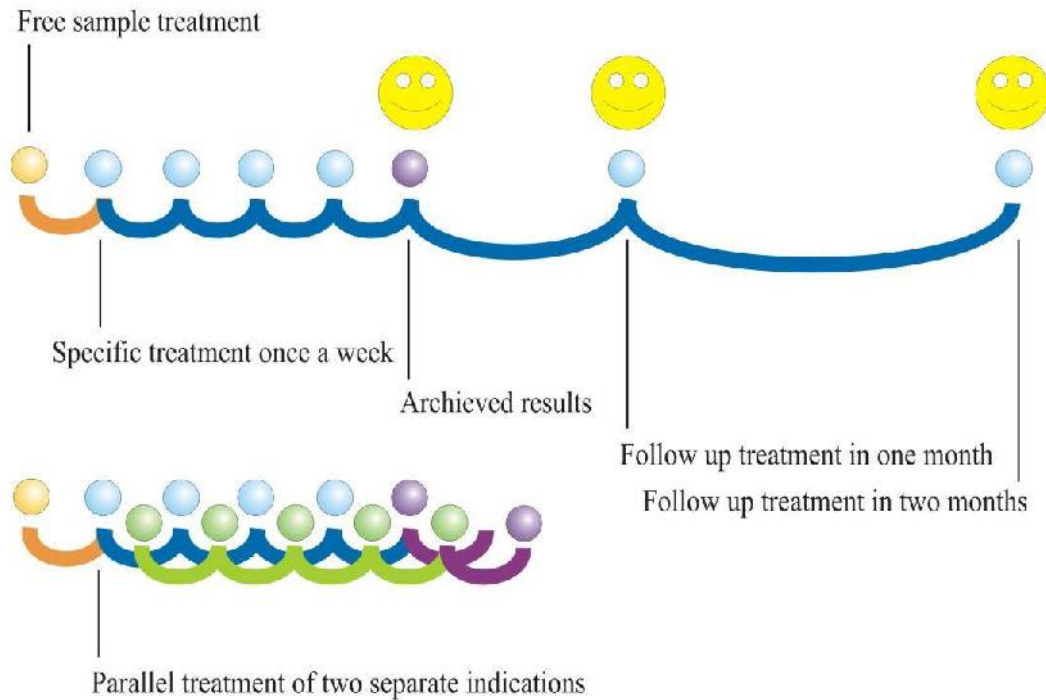 Free sample treatment
Specific treatment once a week
Archieved results
Follow up treatment in one month
Follow up treatment in two months
Parallel treatment of two separate indications